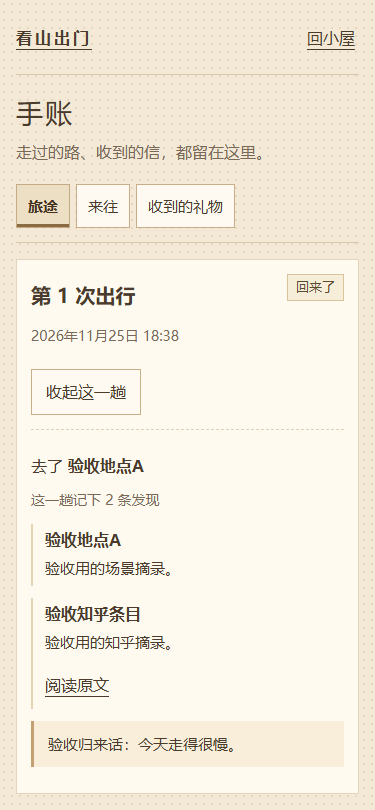 看山出门
回小屋
手账
走过的路、收到的信，都留在这里。
旅途
来往
收到的礼物
第 1 次出行
回来了
2026年11月25日 18:38
收起这一趟
去了 验收地点A
这一趟记下 2 条发现
验收地点A
验收用的场景摘录。
验收知乎条目
验收用的知乎摘录。
阅读原文
验收归来话：今天走得很慢。